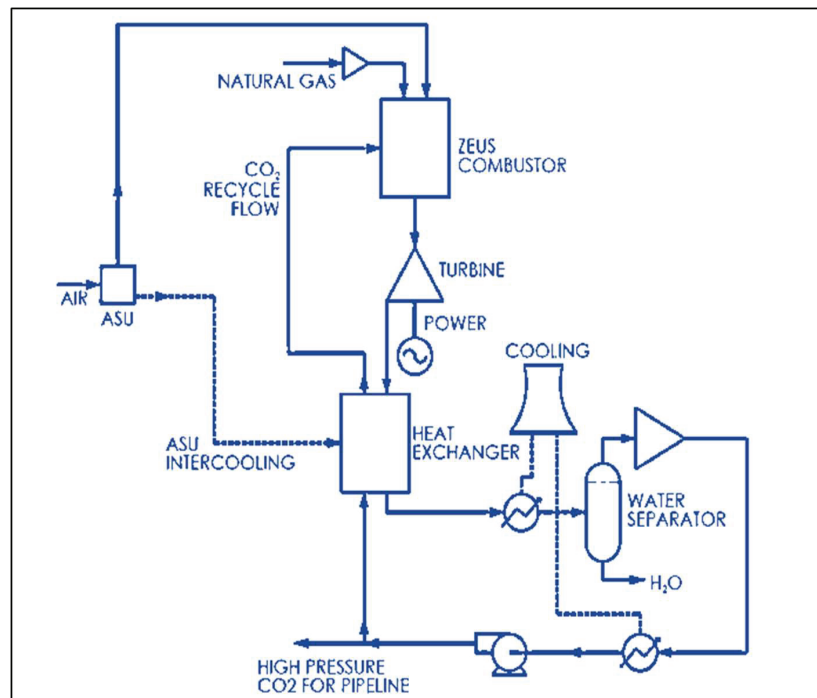 NATURAL GAS
ZEUS
COMBUSTOR
CO₂
RECYCLE
FLOW
TURBINE
AIR
ASU
POWER
COOLING
HEAT
EXCHANGER
ASU
INTERCOOLING
WATER
SEPARATOR
H₂O
HIGH PRESSURE
CO2 FOR PIPELINE